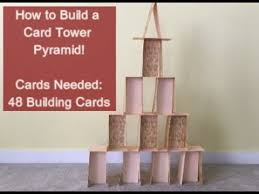 How to Build a
Card Tower
Pyramid!
Cards Needed:
48 Building Cards